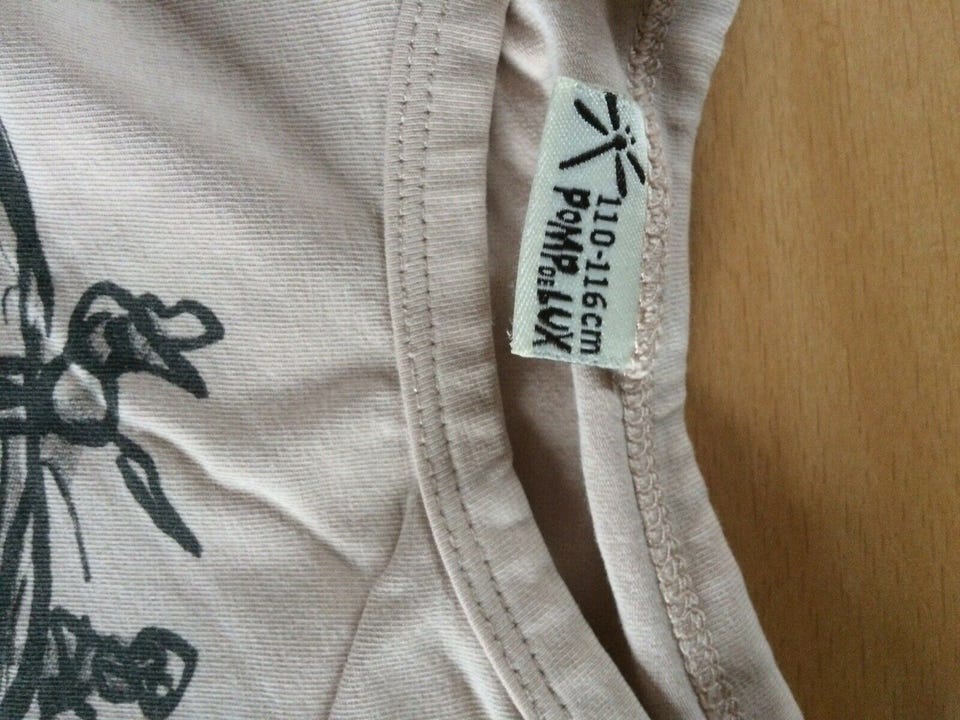 110-116cm
POMP DE LUX